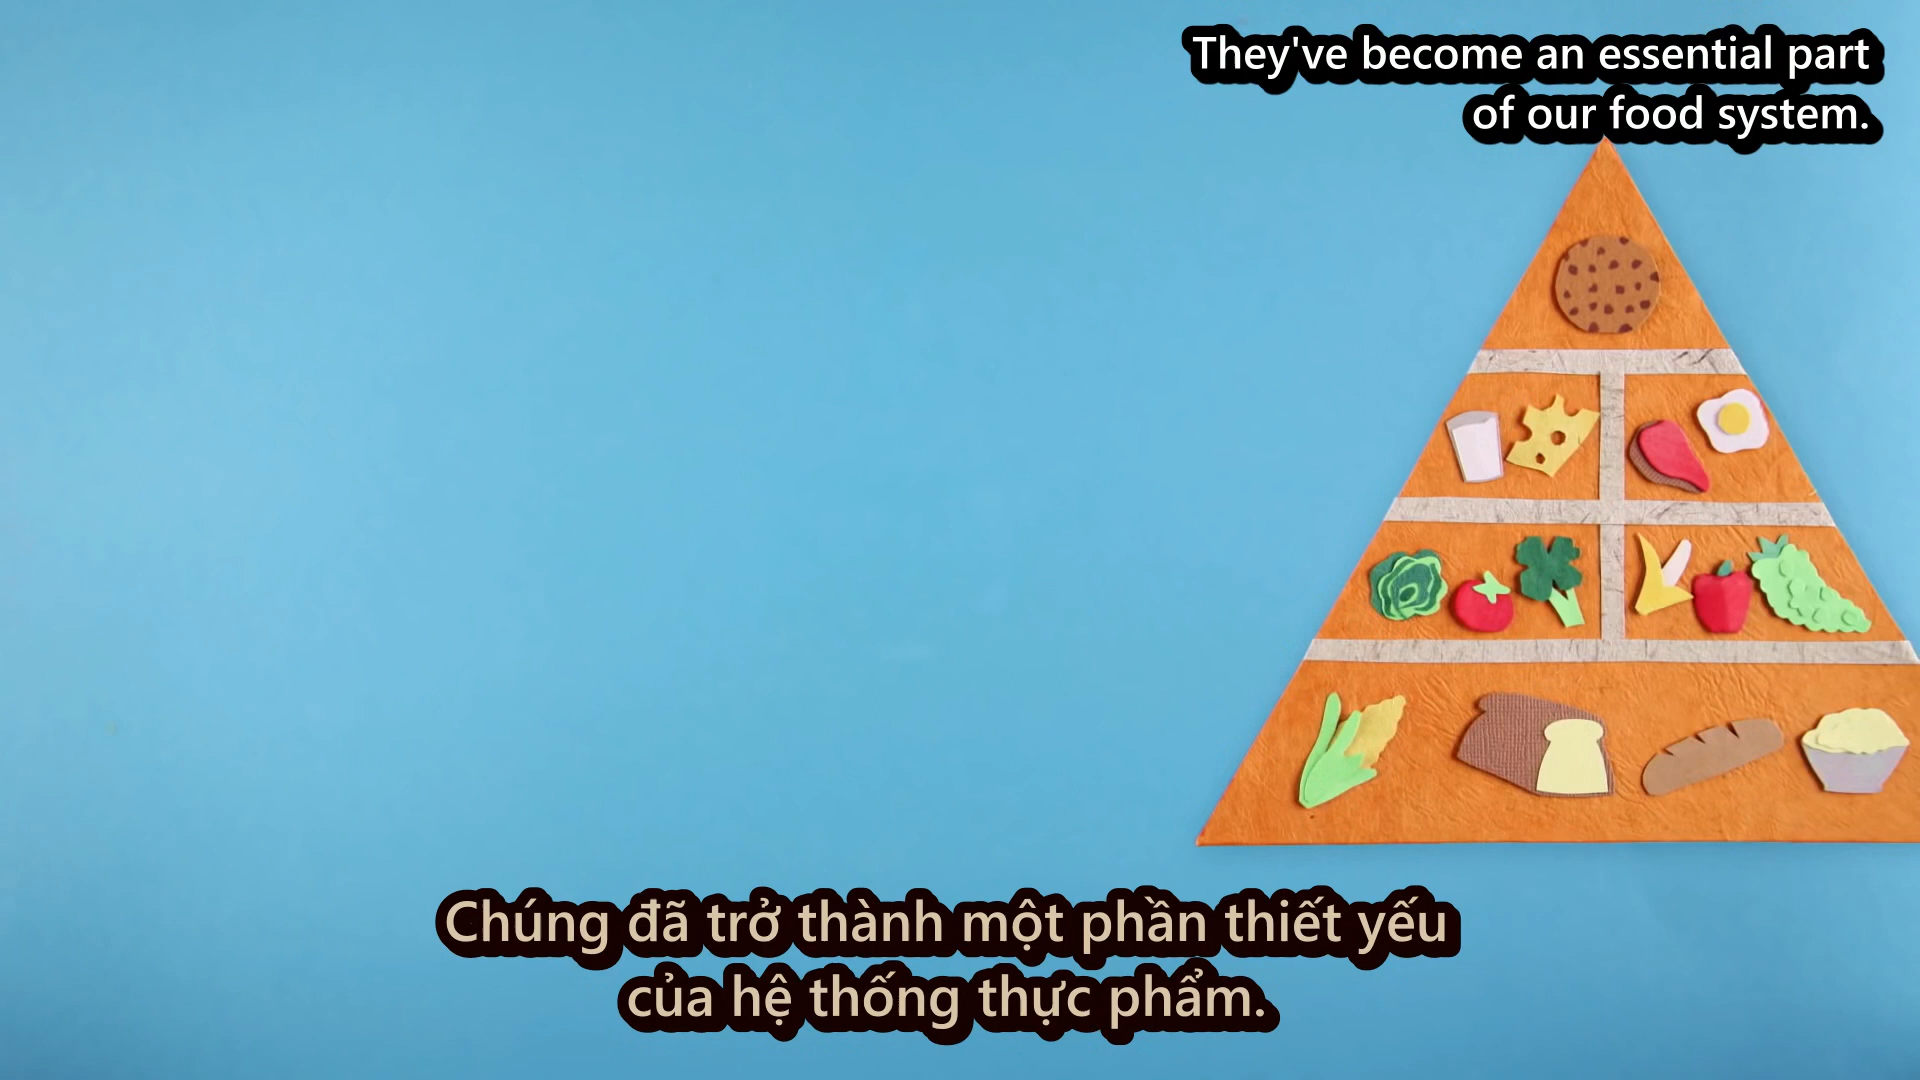 They've become an essential part
of our food system.
Chúng đã trở thành một phần thiết yếu
của hệ thống thực phẩm.